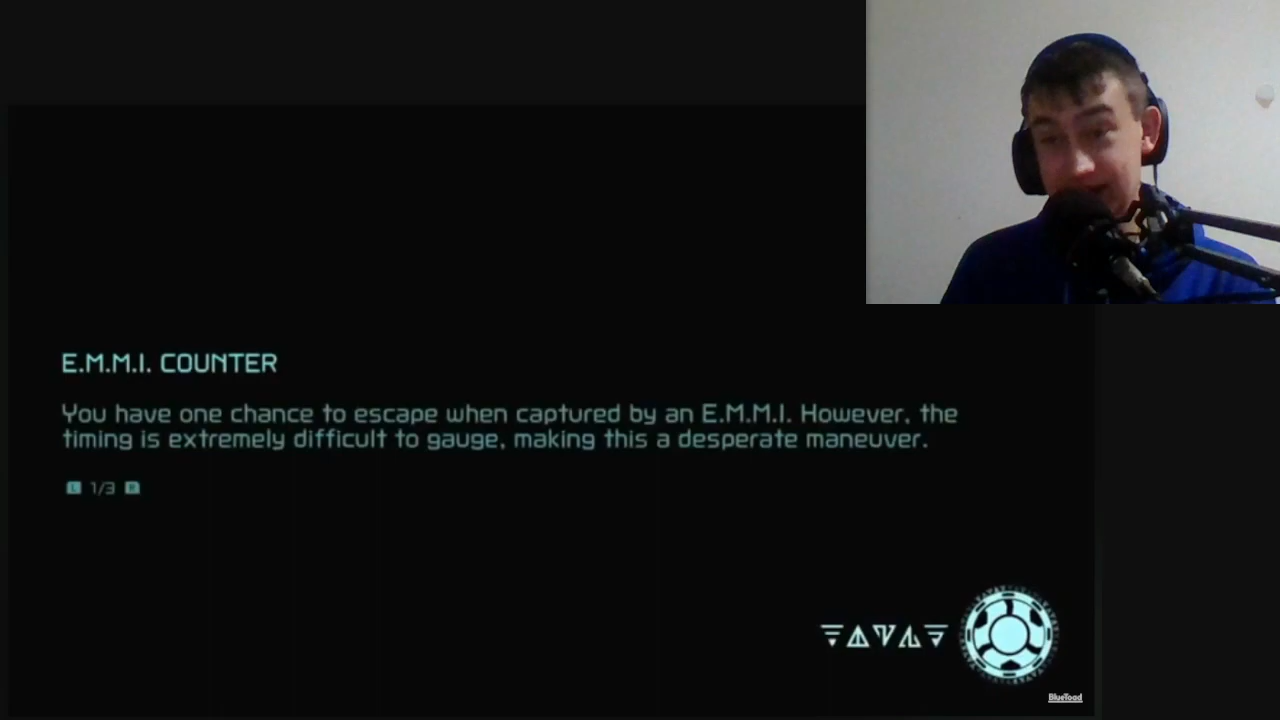 E.M.M.I. COUNTER
You have one chance to escape when captured by an E.M.M.I. However, the
timing is extremely difficult to gauge, making this a desperate maneuver.
L 1/3 R
BlueToad